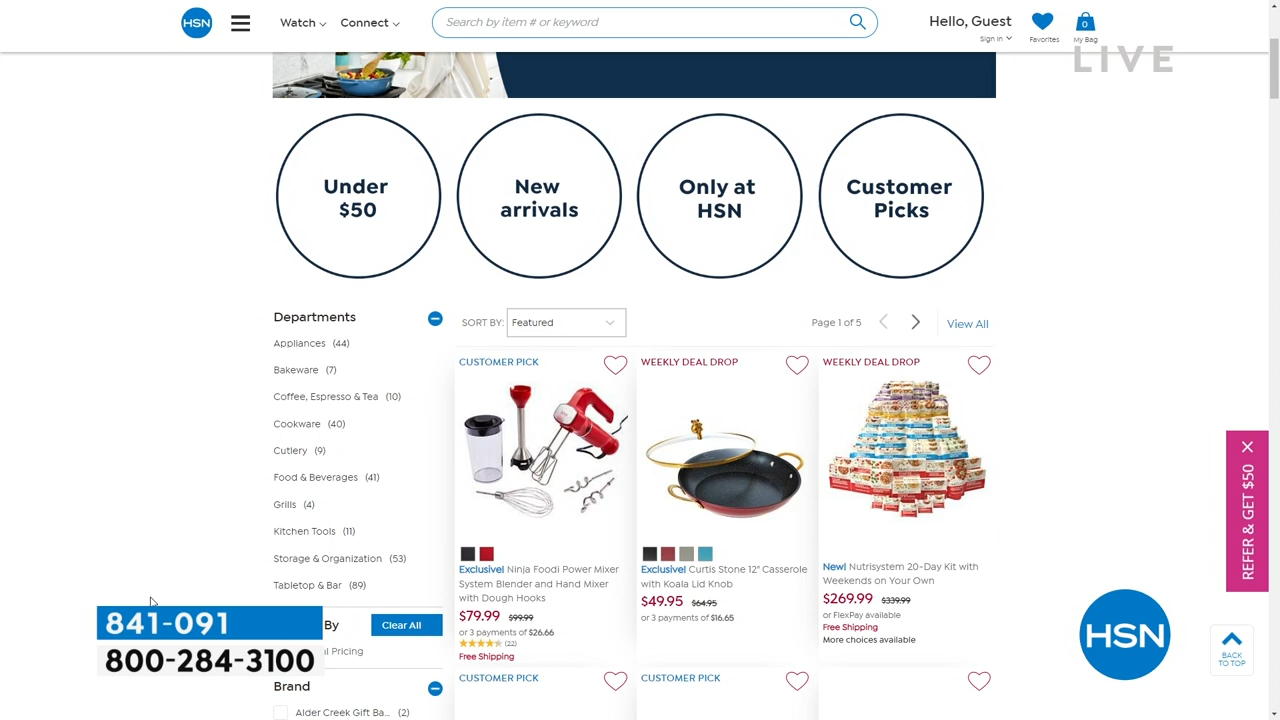 HSN
Watch
Connect
Search by item # or keyword
Hello, Guest
Sign In
Favorites
0
My Bag
LIVE
Under
$50
New
arrivals
Only at
HSN
Customer
Picks
Departments
Appliances (44)
Bakeware (7)
Coffee, Espresso & Tea (10)
Cookware (40)
Cutlery (9)
Food & Beverages (41)
Grills (4)
Kitchen Tools (11)
Storage & Organization (53)
Tabletop & Bar (89)
By
Clear All
al Pricing
Brand
Alder Creek Gift Ba... (2)
SORT BY: Featured
Page 1 of 5
View All
CUSTOMER PICK
Exclusive! Ninja Foodi Power Mixer
System Blender and Hand Mixer
with Dough Hooks
$79.99 $99.99
or 3 payments of $26.66
(22)
Free Shipping
WEEKLY DEAL DROP
Exclusive! Curtis Stone 12" Casserole
with Koala Lid Knob
$49.95 $64.95
or 3 payments of $16.65
WEEKLY DEAL DROP
New! Nutrisystem 20-Day Kit with
Weekends on Your Own
$269.99 $339.99
or FlexPay available
Free Shipping
More choices available
CUSTOMER PICK
CUSTOMER PICK
841-091
800-284-3100
REFER & GET $50
HSN
BACK
TO TOP